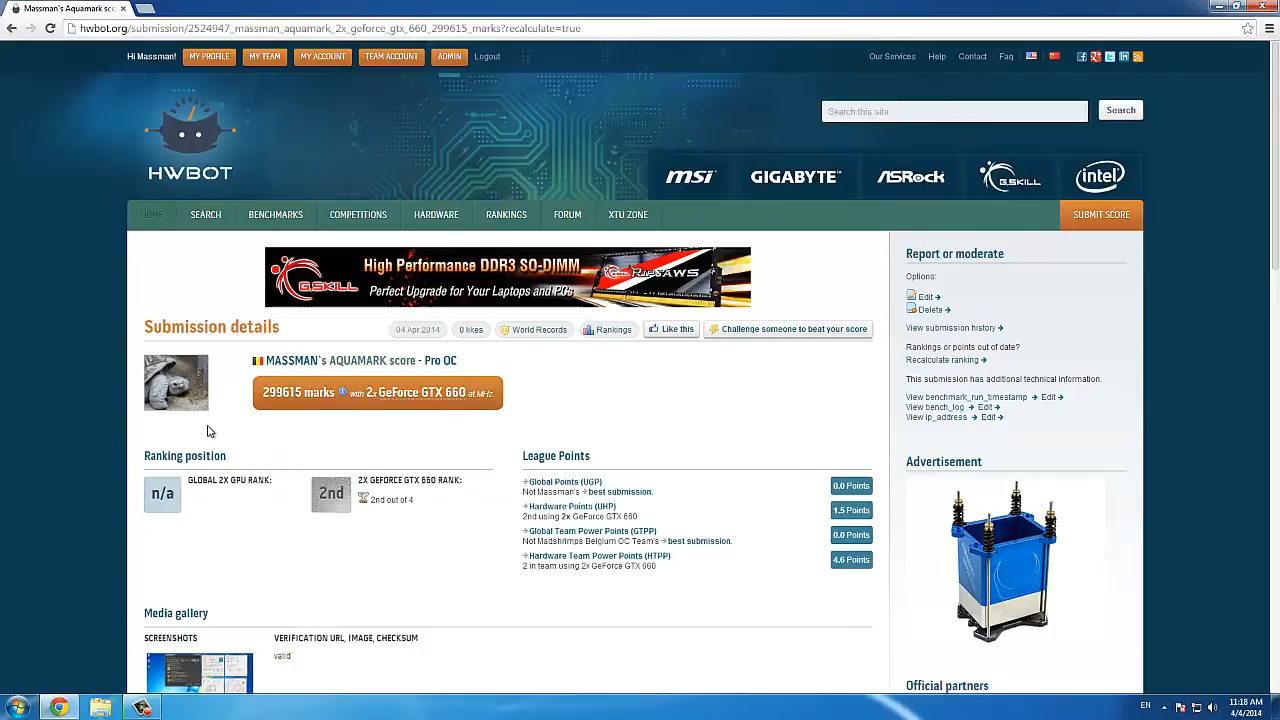 Massman`s Aquamark sco
hwbot.org/submission/2524947_massman_aquamark_2x_geforce_gtx_660_299615_marks?recalculate=true
Hi Massman! MY PROFILE MY TEAM MY ACCOUNT TEAM ACCOUNT ADMIN Logout
Our Services Help Contact Faq
Search this site Search
HWBOT
msi GIGABYTE ASRock G.SKILL intel
HOME SEARCH BENCHMARKS COMPETITIONS HARDWARE RANKINGS FORUM XTU ZONE SUBMIT SCORE
G.SKILL High Performance DDR3 SO-DIMM RIPJAWS
Perfect Upgrade for Your Laptops and PCs
Submission details
04 Apr 2014 0 likes World Records Rankings Like this Challenge someone to beat your score
MASSMAN`s AQUAMARK score - Pro OC
299615 marks with 2x GeForce GTX 660 at MHz
Ranking position
n/a GLOBAL 2X GPU RANK:
2nd 2X GEFORCE GTX 660 RANK:
2nd out of 4
League Points
Global Points (UGP) 0.0 Points
Not Massman's best submission.
Hardware Points (UHP) 1.5 Points
2nd using 2x GeForce GTX 660
Global Team Power Points (GTPP) 0.0 Points
Not Madshrimps Belgium OC Team's best submission.
Hardware Team Power Points (HTPP) 4.6 Points
2 in team using 2x GeForce GTX 660
Media gallery
SCREENSHOTS VERIFICATION URL, IMAGE, CHECKSUM
valid
Report or moderate
Options:
Edit
Delete
View submission history
Rankings or points out of date?
Recalculate ranking
This submission has additional technical information.
View benchmark_run_timestamp Edit
View bench_log Edit
View ip_address Edit
Advertisement
Official partners
EN 11:18 AM
4/4/2014